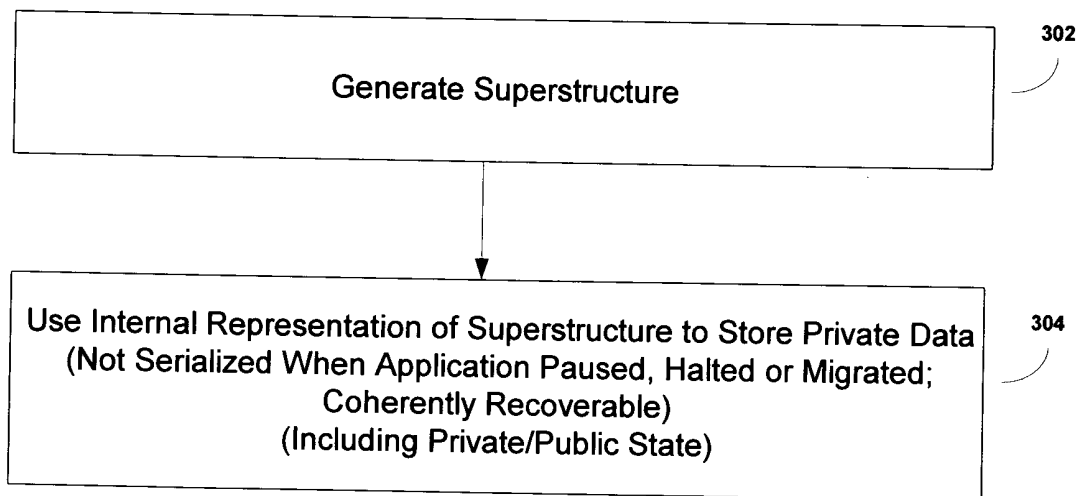 302
Generate Superstructure
304
Use Internal Representation of Superstructure to Store Private Data
(Not Serialized When Application Paused, Halted or Migrated;
Coherently Recoverable)
(Including Private/Public State)